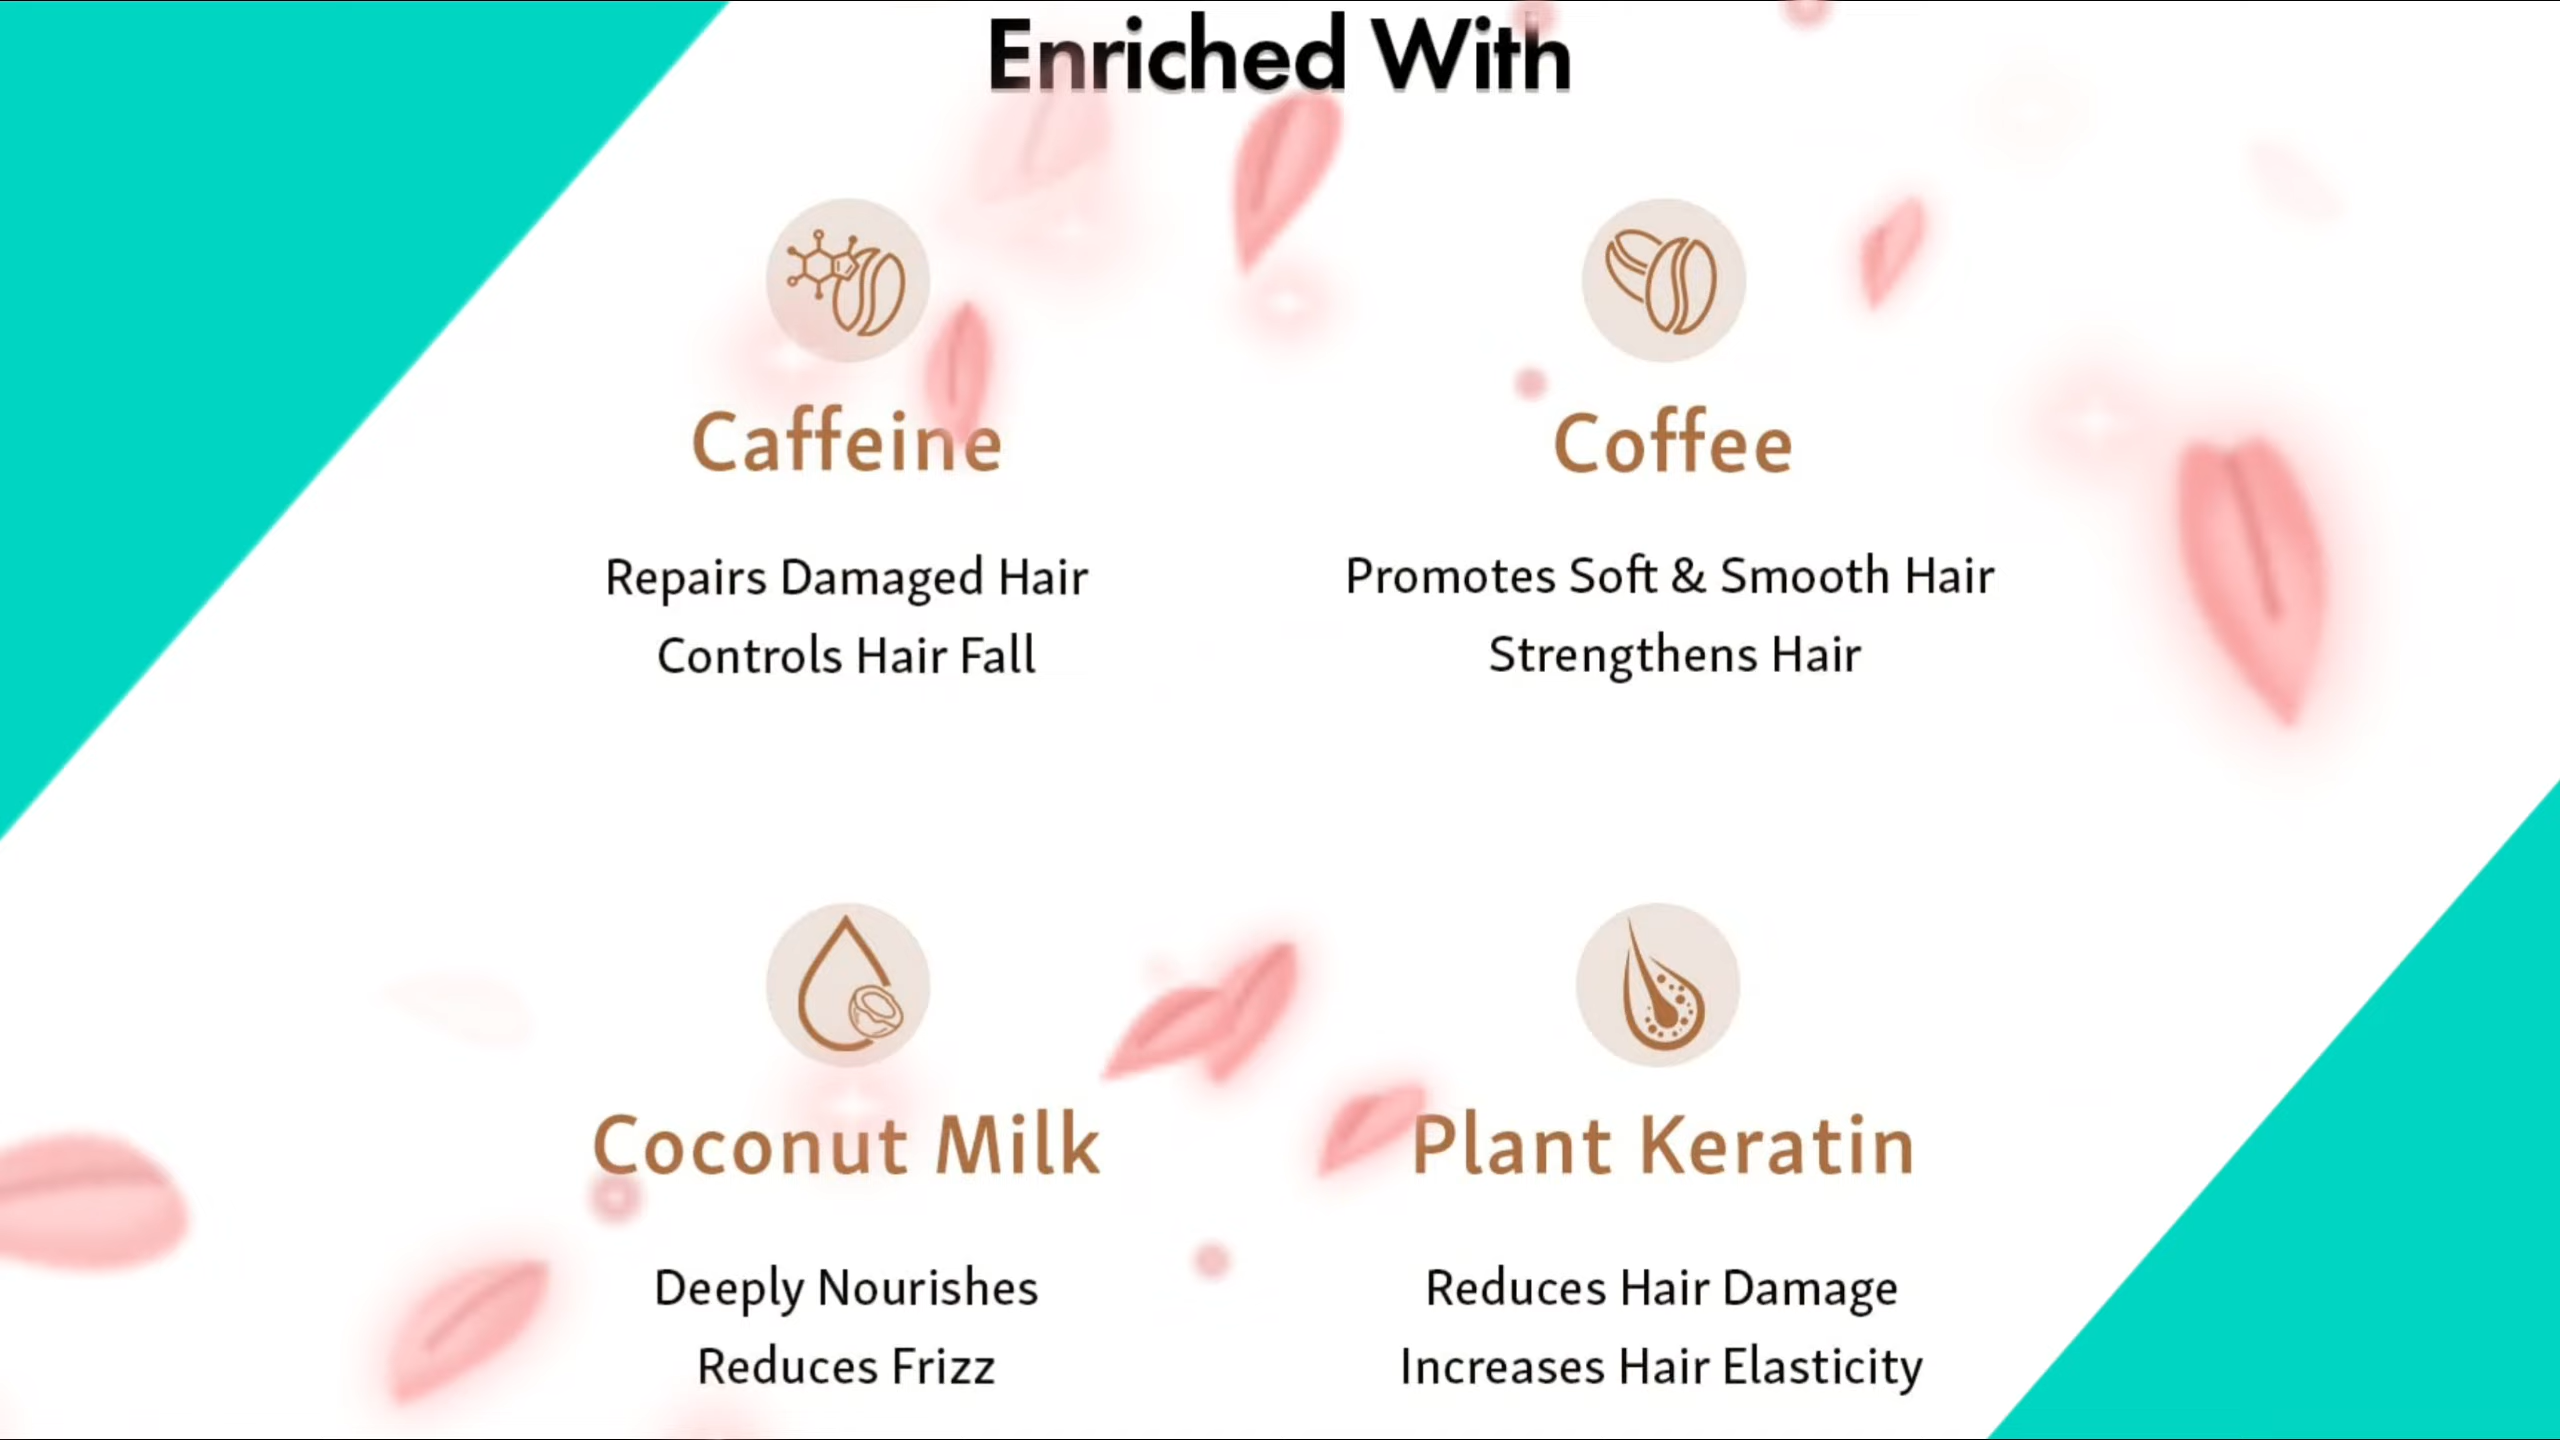 Enriched With
Caffeine
Repairs Damaged Hair
Controls Hair Fall
Coffee
Promotes Soft & Smooth Hair
Strengthens Hair
Coconut Milk
Deeply Nourishes
Reduces Frizz
Plant Keratin
Reduces Hair Damage
Increases Hair Elasticity